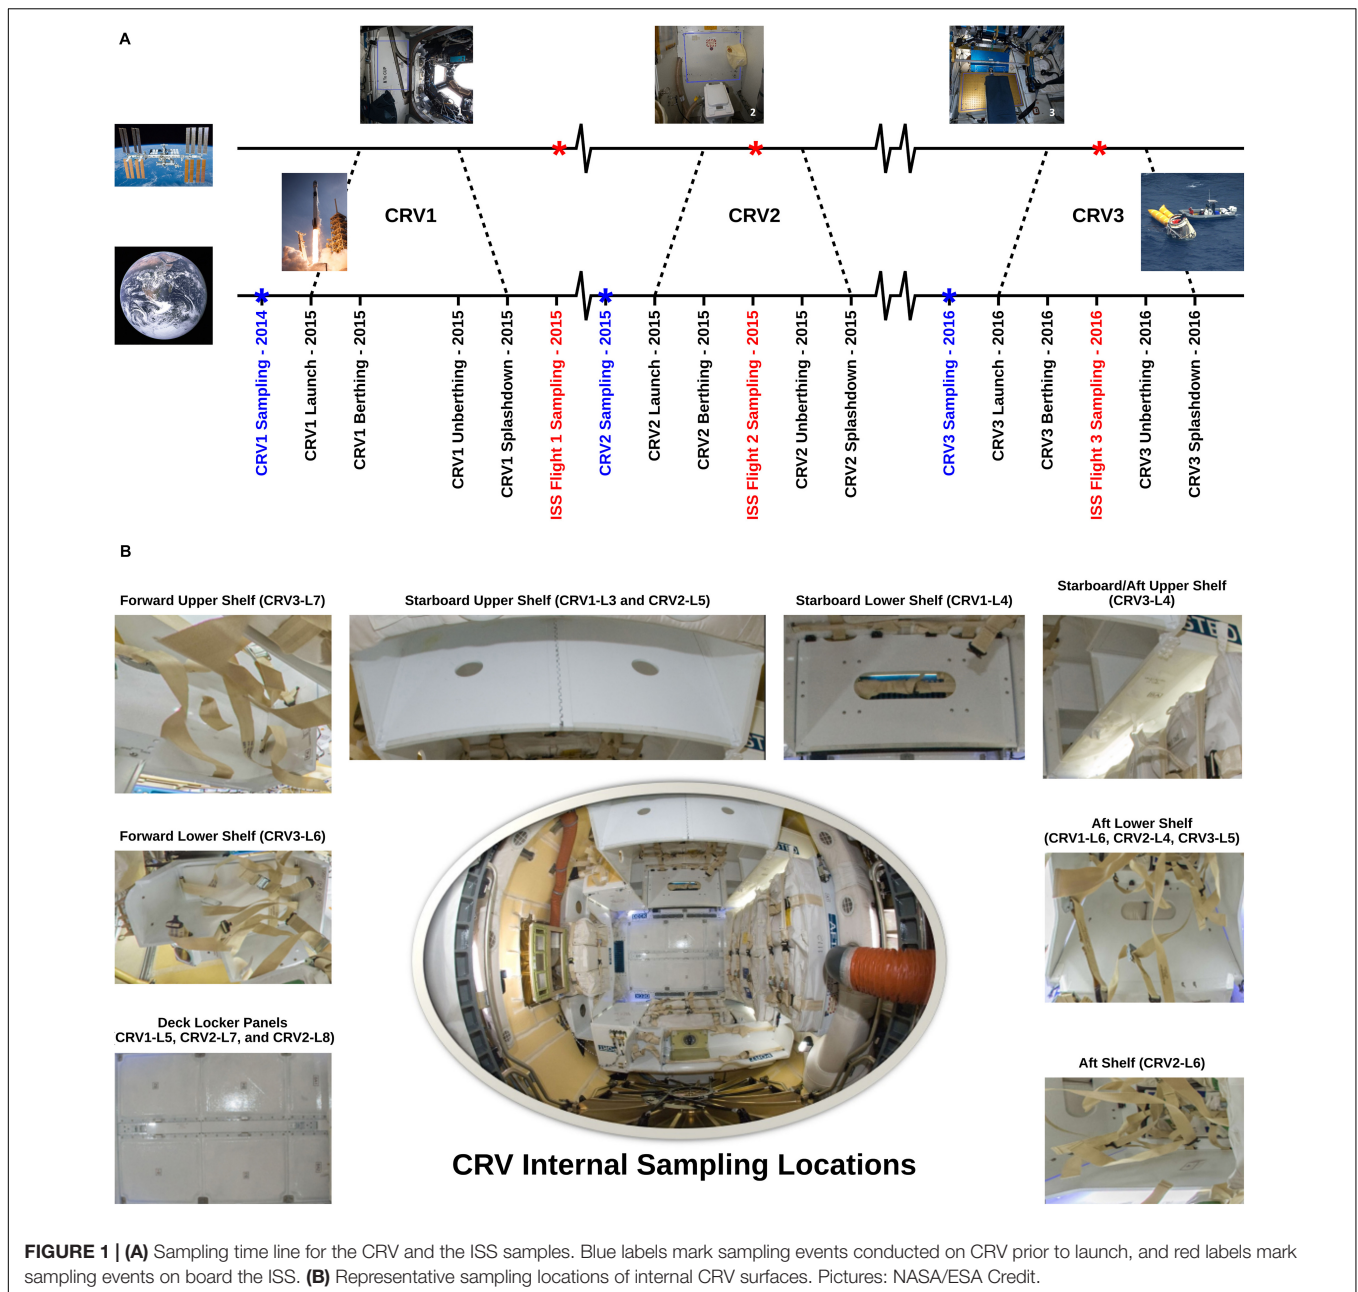 A
2
3
CRV1
CRV2
CRV3
CRV1 Sampling - 2014
CRV1 Launch - 2015
CRV1 Berthing - 2015
CRV1 Unberthing - 2015
CRV1 Splashdown - 2015
ISS Flight 1 Sampling - 2015
CRV2 Sampling - 2015
CRV2 Launch - 2015
CRV2 Berthing - 2015
ISS Flight 2 Sampling - 2015
CRV2 Unberthing - 2015
CRV2 Splashdown - 2015
CRV3 Sampling - 2016
CRV3 Launch - 2016
CRV3 Berthing - 2016
ISS Flight 3 Sampling - 2016
CRV3 Unberthing - 2016
CRV3 Splashdown - 2016
B
Forward Upper Shelf (CRV3-L7)
Starboard Upper Shelf (CRV1-L3 and CRV2-L5)
Starboard Lower Shelf (CRV1-L4)
Starboard/Aft Upper Shelf
(CRV3-L4)
Forward Lower Shelf (CRV3-L6)
Aft Lower Shelf
(CRV1-L6, CRV2-L4, CRV3-L5)
Deck Locker Panels
CRV1-L5, CRV2-L7, and CRV2-L8)
Aft Shelf (CRV2-L6)
CRV Internal Sampling Locations
FIGURE 1 | (A) Sampling time line for the CRV and the ISS samples. Blue labels mark sampling events conducted on CRV prior to launch, and red labels mark
sampling events on board the ISS. (B) Representative sampling locations of internal CRV surfaces. Pictures: NASA/ESA Credit.